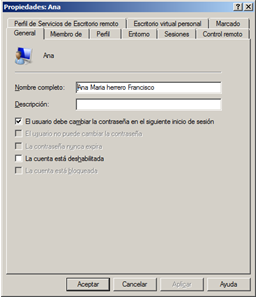 Propiedades: Ana
Perfil de Servicios de Escritorio remoto Escritorio virtual personal Marcado
General Miembro de Perfil Entorno Sesiones Control remoto
Ana
Nombre completo: Ana Maria herrero Francisco
Descripción:
El usuario debe cambiar la contraseña en el siguiente inicio de sesión
El usuario no puede cambiar la contraseña
La contraseña nunca expira
La cuenta está deshabilitada
La cuenta está bloqueada
Aceptar Cancelar Aplicar Ayuda